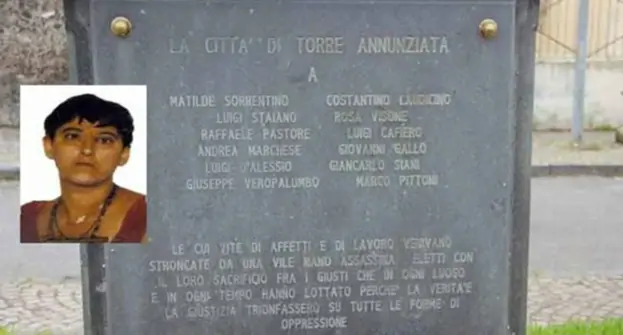 LA CITTA' DI TORRE ANNUNZIATA
A
MATILDE SORRENTINO COSTANTINO LAUDICINO
LUIGI STAIANO ROSA VISONE
RAFFAELE PASTORE LUIGI CAFIERO
ANDREA MARCHESE GIOVANNI GALLO
LUIGI D'ALESSIO GIANCARLO SIANI
GIUSEPPE VEROPALUMBO MARCO PITTONI
LE CUI VITE DI AFFETTI E DI LAVORO VENIVANO
STRONCATE DA UNA VILE MANO ASSASSINA ELETTI CON
IL LORO SACRIFICIO FRA I GIUSTI CHE IN OGNI LUOGO
E IN OGNI TEMPO HANNO LOTTATO PERCHE' LA VERITA' E
LA GIUSTIZIA TRIONFASSERO SU TUTTE LE FORME DI
OPPRESSIONE